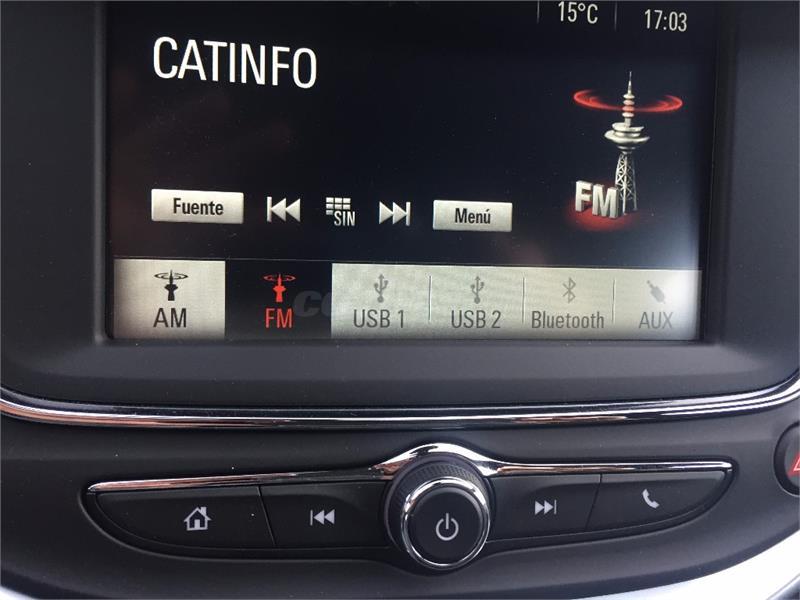 15°C 17:03
CATINFO
FM
Fuente SIN Menú
AM FM USB 1 USB 2 Bluetooth AUX